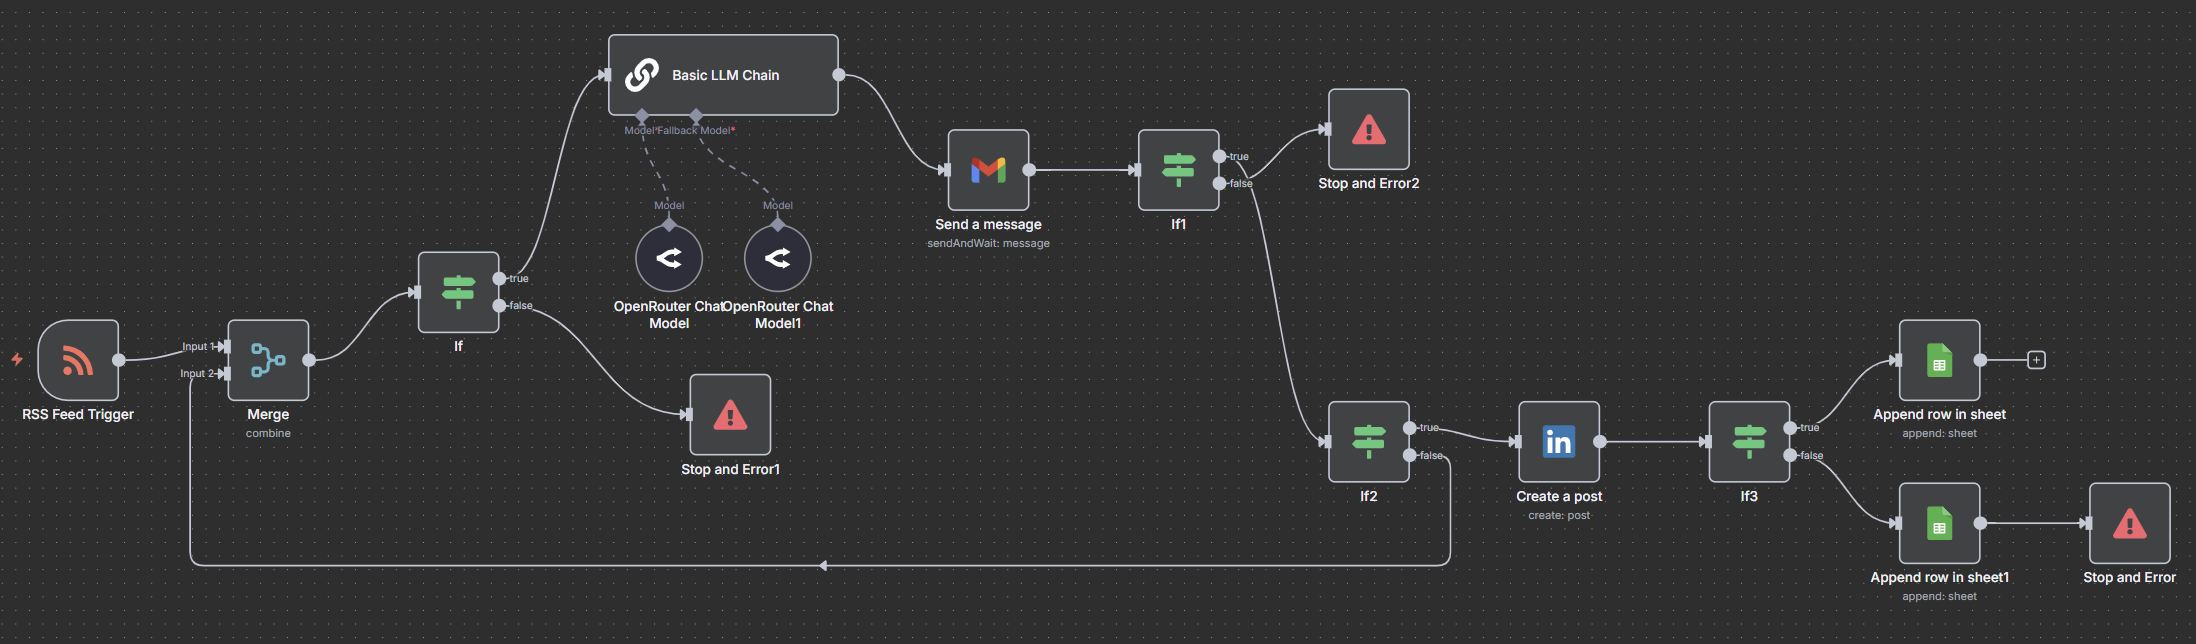 Basic LLM Chain
Model*
Fallback Model*
Model
Model
OpenRouter Chat
Model
OpenRouter Chat
Model1
Send a message
sendAndWait: message
true
false
If1
Stop and Error2
true
false
If
Input 1
Input 2
RSS Feed Trigger
Merge
combine
Stop and Error1
true
false
If2
in
Create a post
create: post
true
false
If3
Append row in sheet
append: sheet
+
Append row in sheet1
append: sheet
Stop and Error